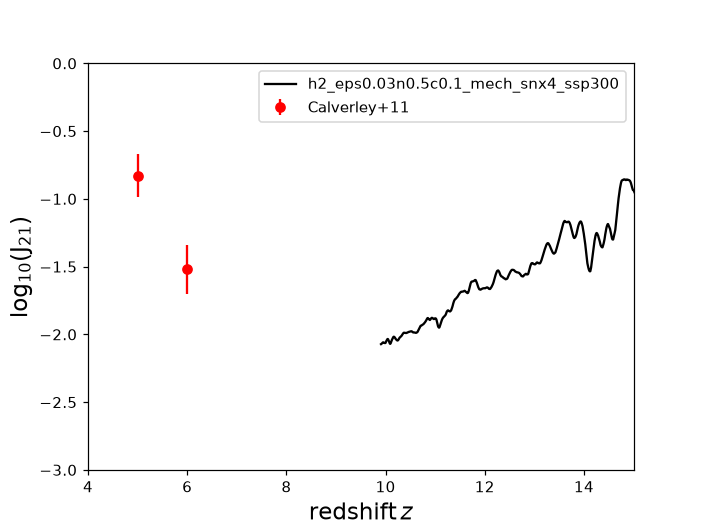 h2_eps0.03n0.5c0.1_mech_snx4_ssp300
Calverley+11
0.0
−0.5
−1.0
−1.5
−2.0
−2.5
−3.0
log₁₀(J₂₁)
4 6 8 10 12 14
redshift z